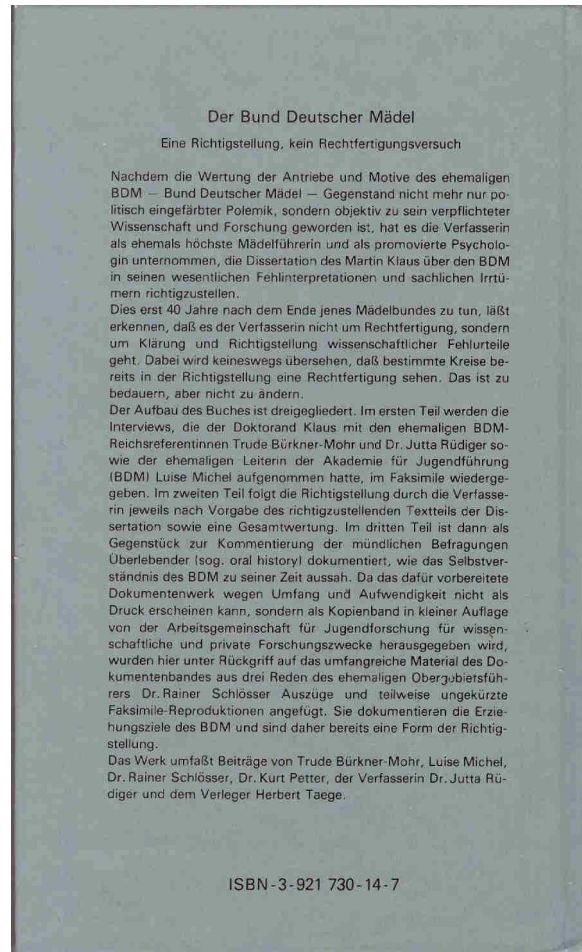 Der Bund Deutscher Mädel
Eine Richtigstellung, kein Rechtfertigungsversuch
Nachdem die Wertung der Antriebe und Motive des ehemaligen
BDM — Bund Deutscher Mädel — Gegenstand nicht mehr nur po-
litisch eingefärbter Polemik, sondern objektiv zu sein verpflichteter
Wissenschaft und Forschung geworden ist, hat es die Verfasserin
als ehemals höchste Mädelführerin und als promovierte Psycholo-
gin unternommen, die Dissertation des Martin Klaus über den BDM
in seinen wesentlichen Fehlinterpretationen und sachlichen Irrtü-
mern richtigzustellen.
Dies erst 40 Jahre nach dem Ende jenes Mädelbundes zu tun, läßt
erkennen, daß es der Verfasserin nicht um Rechtfertigung, sondern
um Klärung und Richtigstellung wissenschaftlicher Fehlurteile
geht. Dabei wird keineswegs übersehen, daß bestimmte Kreise be-
reits in der Richtigstellung eine Rechtfertigung sehen. Das ist zu
bedauern, aber nicht zu ändern.
Der Aufbau des Buches ist dreigegliedert. Im ersten Teil werden die
Interviews, die der Doktorand Klaus mit den ehemaligen BDM-
Reichsreferentinnen Trude Bürkner-Mohr und Dr. Jutta Rüdiger so-
wie der ehemaligen Leiterin der Akademie für Jugendführung
(BDM) Luise Michel aufgenommen hatte, im Faksimile wiederge-
geben. Im zweiten Teil folgt die Richtigstellung durch die Verfasse-
rin jeweils nach Vorgabe des richtigzustellenden Textteils der Dis-
sertation sowie eine Gesamtwertung. Im dritten Teil ist dann als
Gegenstück zur Kommentierung der mündlichen Befragungen
Überlebender (sog. oral history) dokumentiert, wie das Selbstver-
ständnis des BDM zu seiner Zeit aussah. Da das dafür vorbereitete
Dokumentenwerk wegen Umfang und Aufwendigkeit nicht als
Druck erscheinen kann, sondern als Kopienband in kleiner Auflage
von der Arbeitsgemeinschaft für Jugendforschung für wissen-
schaftliche und private Forschungszwecke herausgegeben wird,
wurden hier unter Rückgriff auf das umfangreiche Material des Do-
kumentenbandes aus drei Reden des ehemaligen Obergebietsfüh-
rers Dr. Rainer Schlösser Auszüge und teilweise ungekürzte
Faksimile-Reproduktionen angefügt. Sie dokumentieren die Erzie-
hungsziele des BDM und sind daher bereits eine Form der Richtig-
stellung.
Das Werk umfaßt Beiträge von Trude Bürkner-Mohr, Luise Michel,
Dr. Rainer Schlösser, Dr. Kurt Petter, der Verfasserin Dr. Jutta Rü-
diger und dem Verleger Herbert Taege.
ISBN-3-921 730-14-7